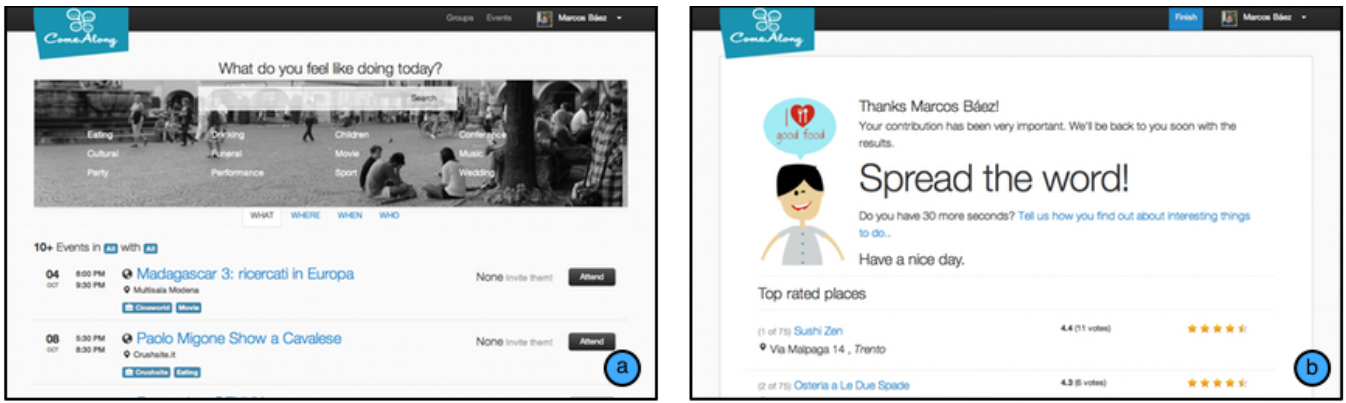 ComeAlong
Groups Events Marcos Báez
What do you feel like doing today?
Search
Eating Drinking Children Conference
Cultural Funeral Movie Music
Party Performance Sport Wedding
WHAT WHERE WHEN WHO
10+ Events in All with All
04 8:00 PM Madagascar 3: ricercati in Europa None Invite them! Attend
OCT 9:30 PM Multisala Modena
Cineworld Movie
08 5:30 PM Paolo Migone Show a Cavalese None Invite them! Attend
OCT 8:30 PM Crushsite.it
Crushsite Eating
a
ComeAlong
Finish Marcos Báez
I
good food
Thanks Marcos Báez!
Your contribution has been very important. We'll be back to you soon with the
results.
Spread the word!
Do you have 30 more seconds? Tell us how you find out about interesting things
to do..
Have a nice day.
Top rated places
(1 of 75) Sushi Zen 4.4 (11 votes)
Via Malpaga 14 , Trento
(2 of 75) Osteria a Le Due Spade 4.3 (6 votes)
b